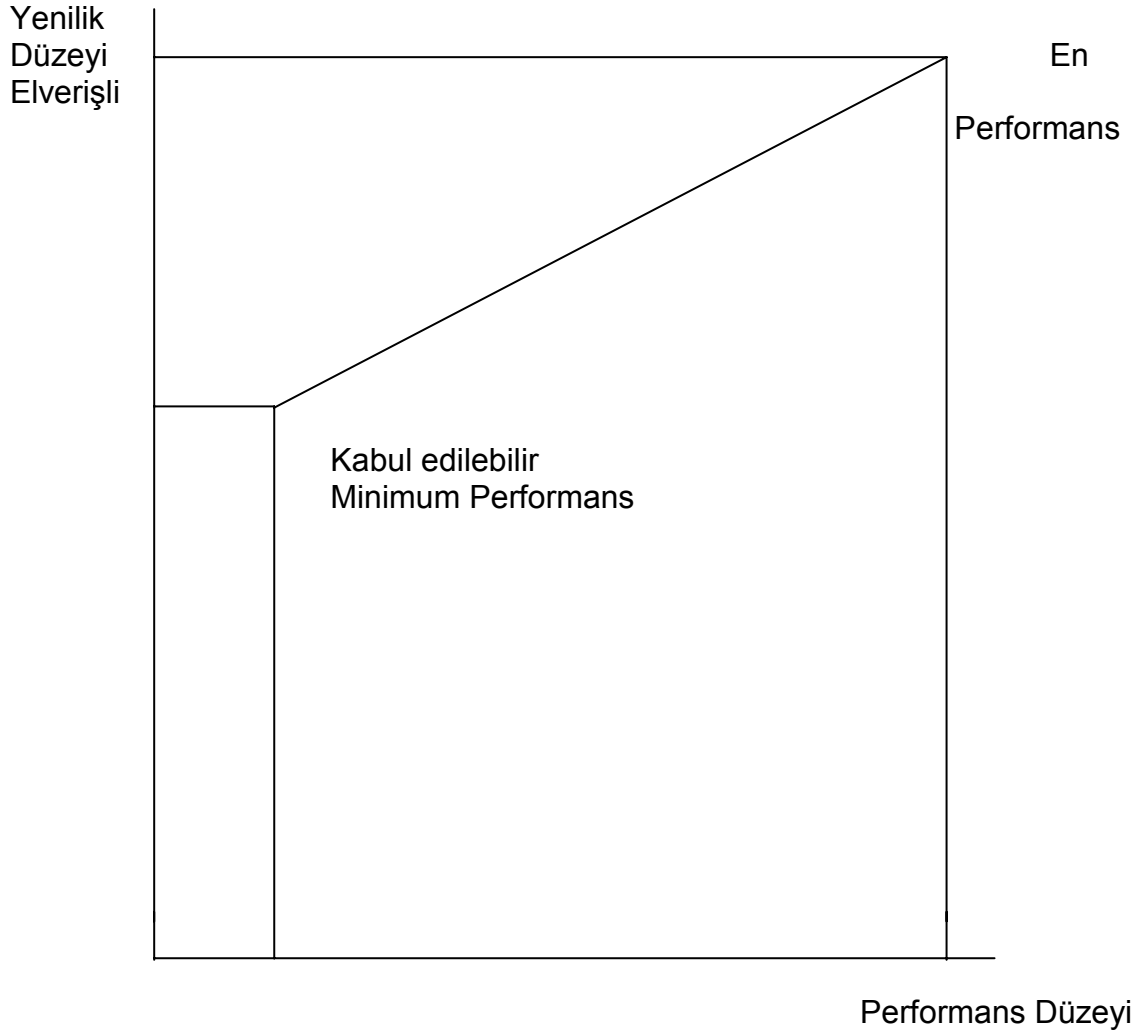 Yenilik
Düzeyi En
Elverişli
Performans
Kabul edilebilir
Minimum Performans
Performans Düzeyi